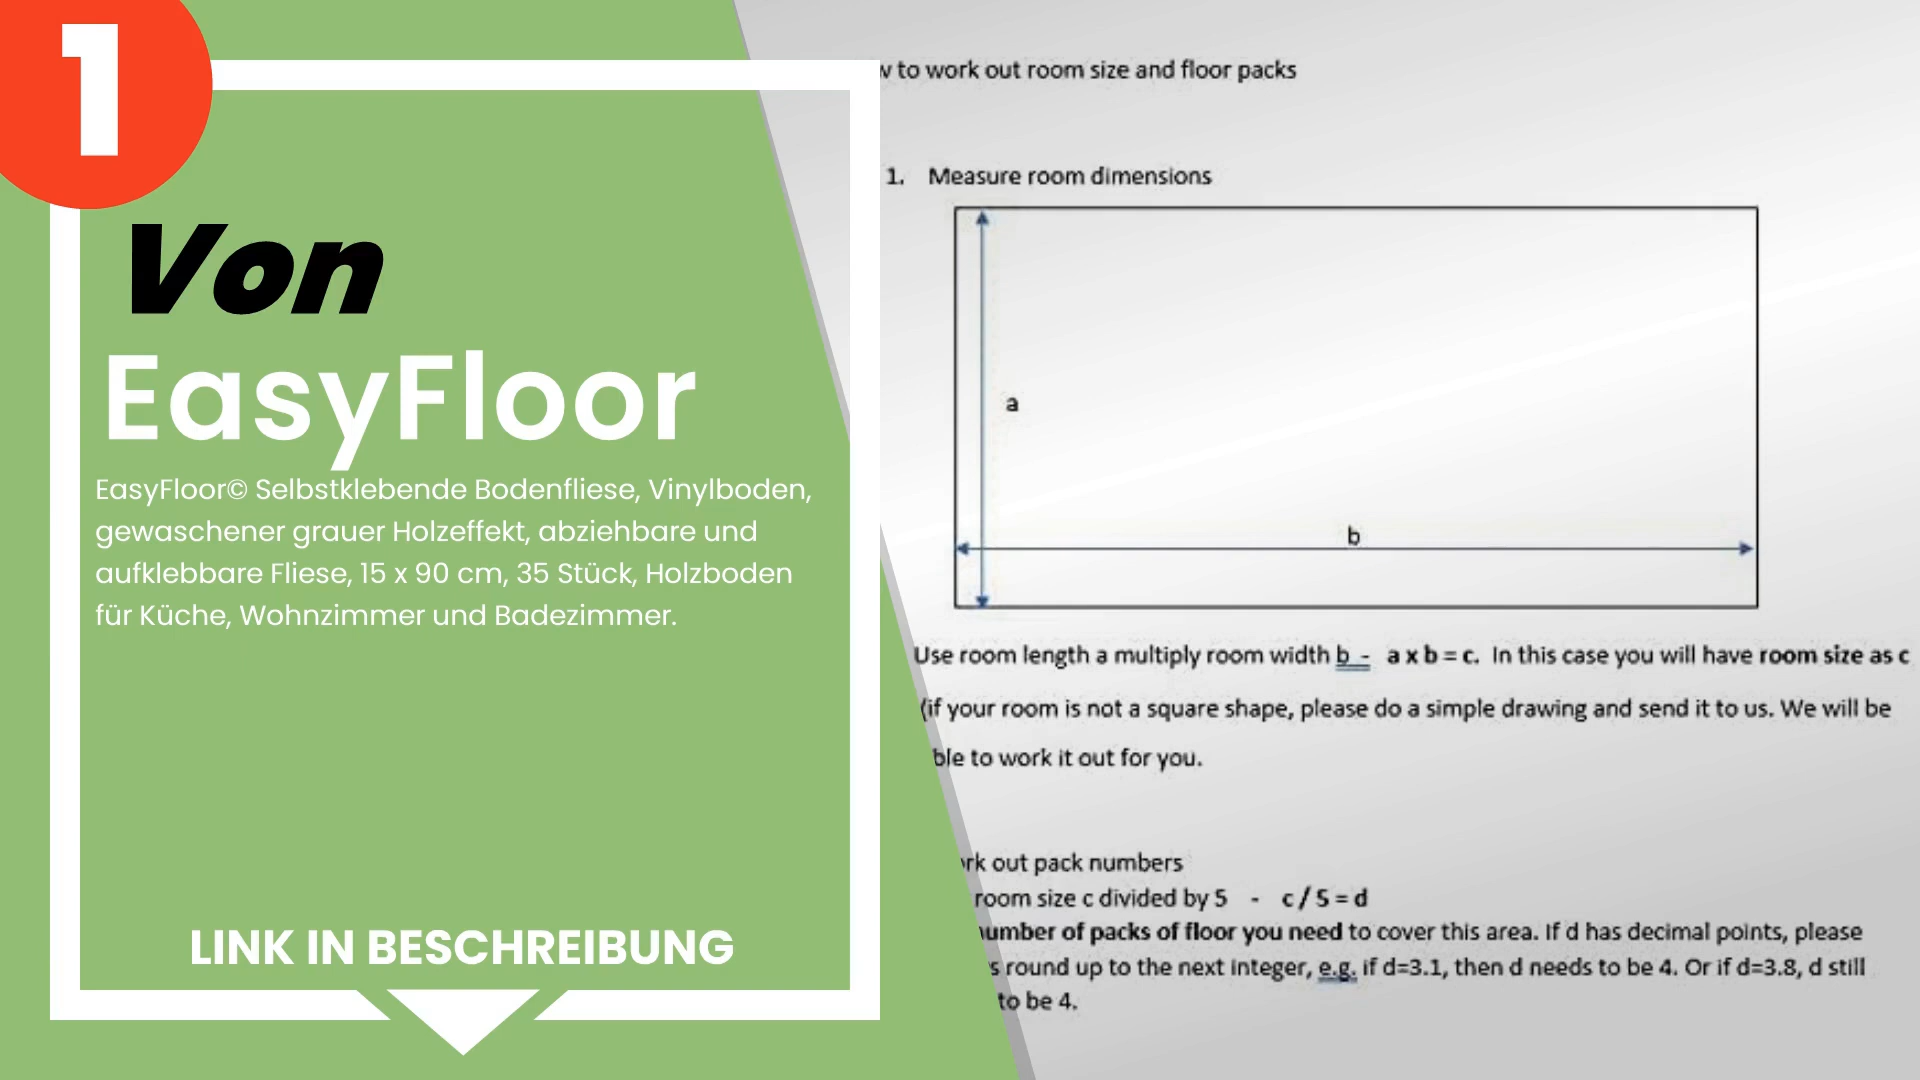 1
Von
EasyFloor
EasyFloor© Selbstklebende Bodenfliese, Vinylboden,
gewaschener grauer Holzeffekt, abziehbare und
aufklebbare Fliese, 15 x 90 cm, 35 Stück, Holzboden
für Küche, Wohnzimmer und Badezimmer.
LINK IN BESCHREIBUNG
to work out room size and floor packs
1. Measure room dimensions
a
b
Use room length a multiply room width b - a x b = c. In this case you will have room size as c
(if your room is not a square shape, please do a simple drawing and send it to us. We will be
ble to work it out for you.
rk out pack numbers
room size c divided by 5 - c / 5 = d
umber of packs of floor you need to cover this area. If d has decimal points, please
s round up to the next integer, e.g. if d=3.1, then d needs to be 4. Or if d=3.8, d still
to be 4.